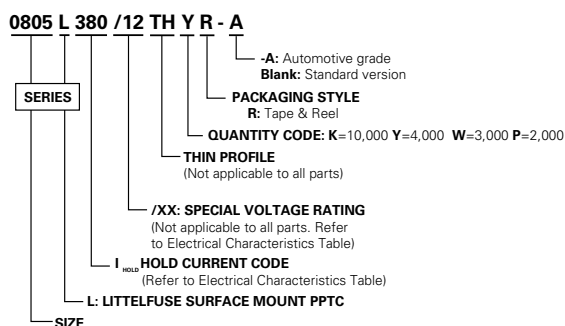 0805 L 380 /12 TH Y R - A
-A: Automotive grade
Blank: Standard version
SERIES
PACKAGING STYLE
R: Tape & Reel
QUANTITY CODE: K=10,000 Y=4,000 W=3,000 P=2,000
THIN PROFILE
(Not applicable to all parts)
/XX: SPECIAL VOLTAGE RATING
(Not applicable to all parts. Refer
to Electrical Characteristics Table)
I HOLD HOLD CURRENT CODE
(Refer to Electrical Characteristics Table)
L: LITTELFUSE SURFACE MOUNT PPTC
SIZE